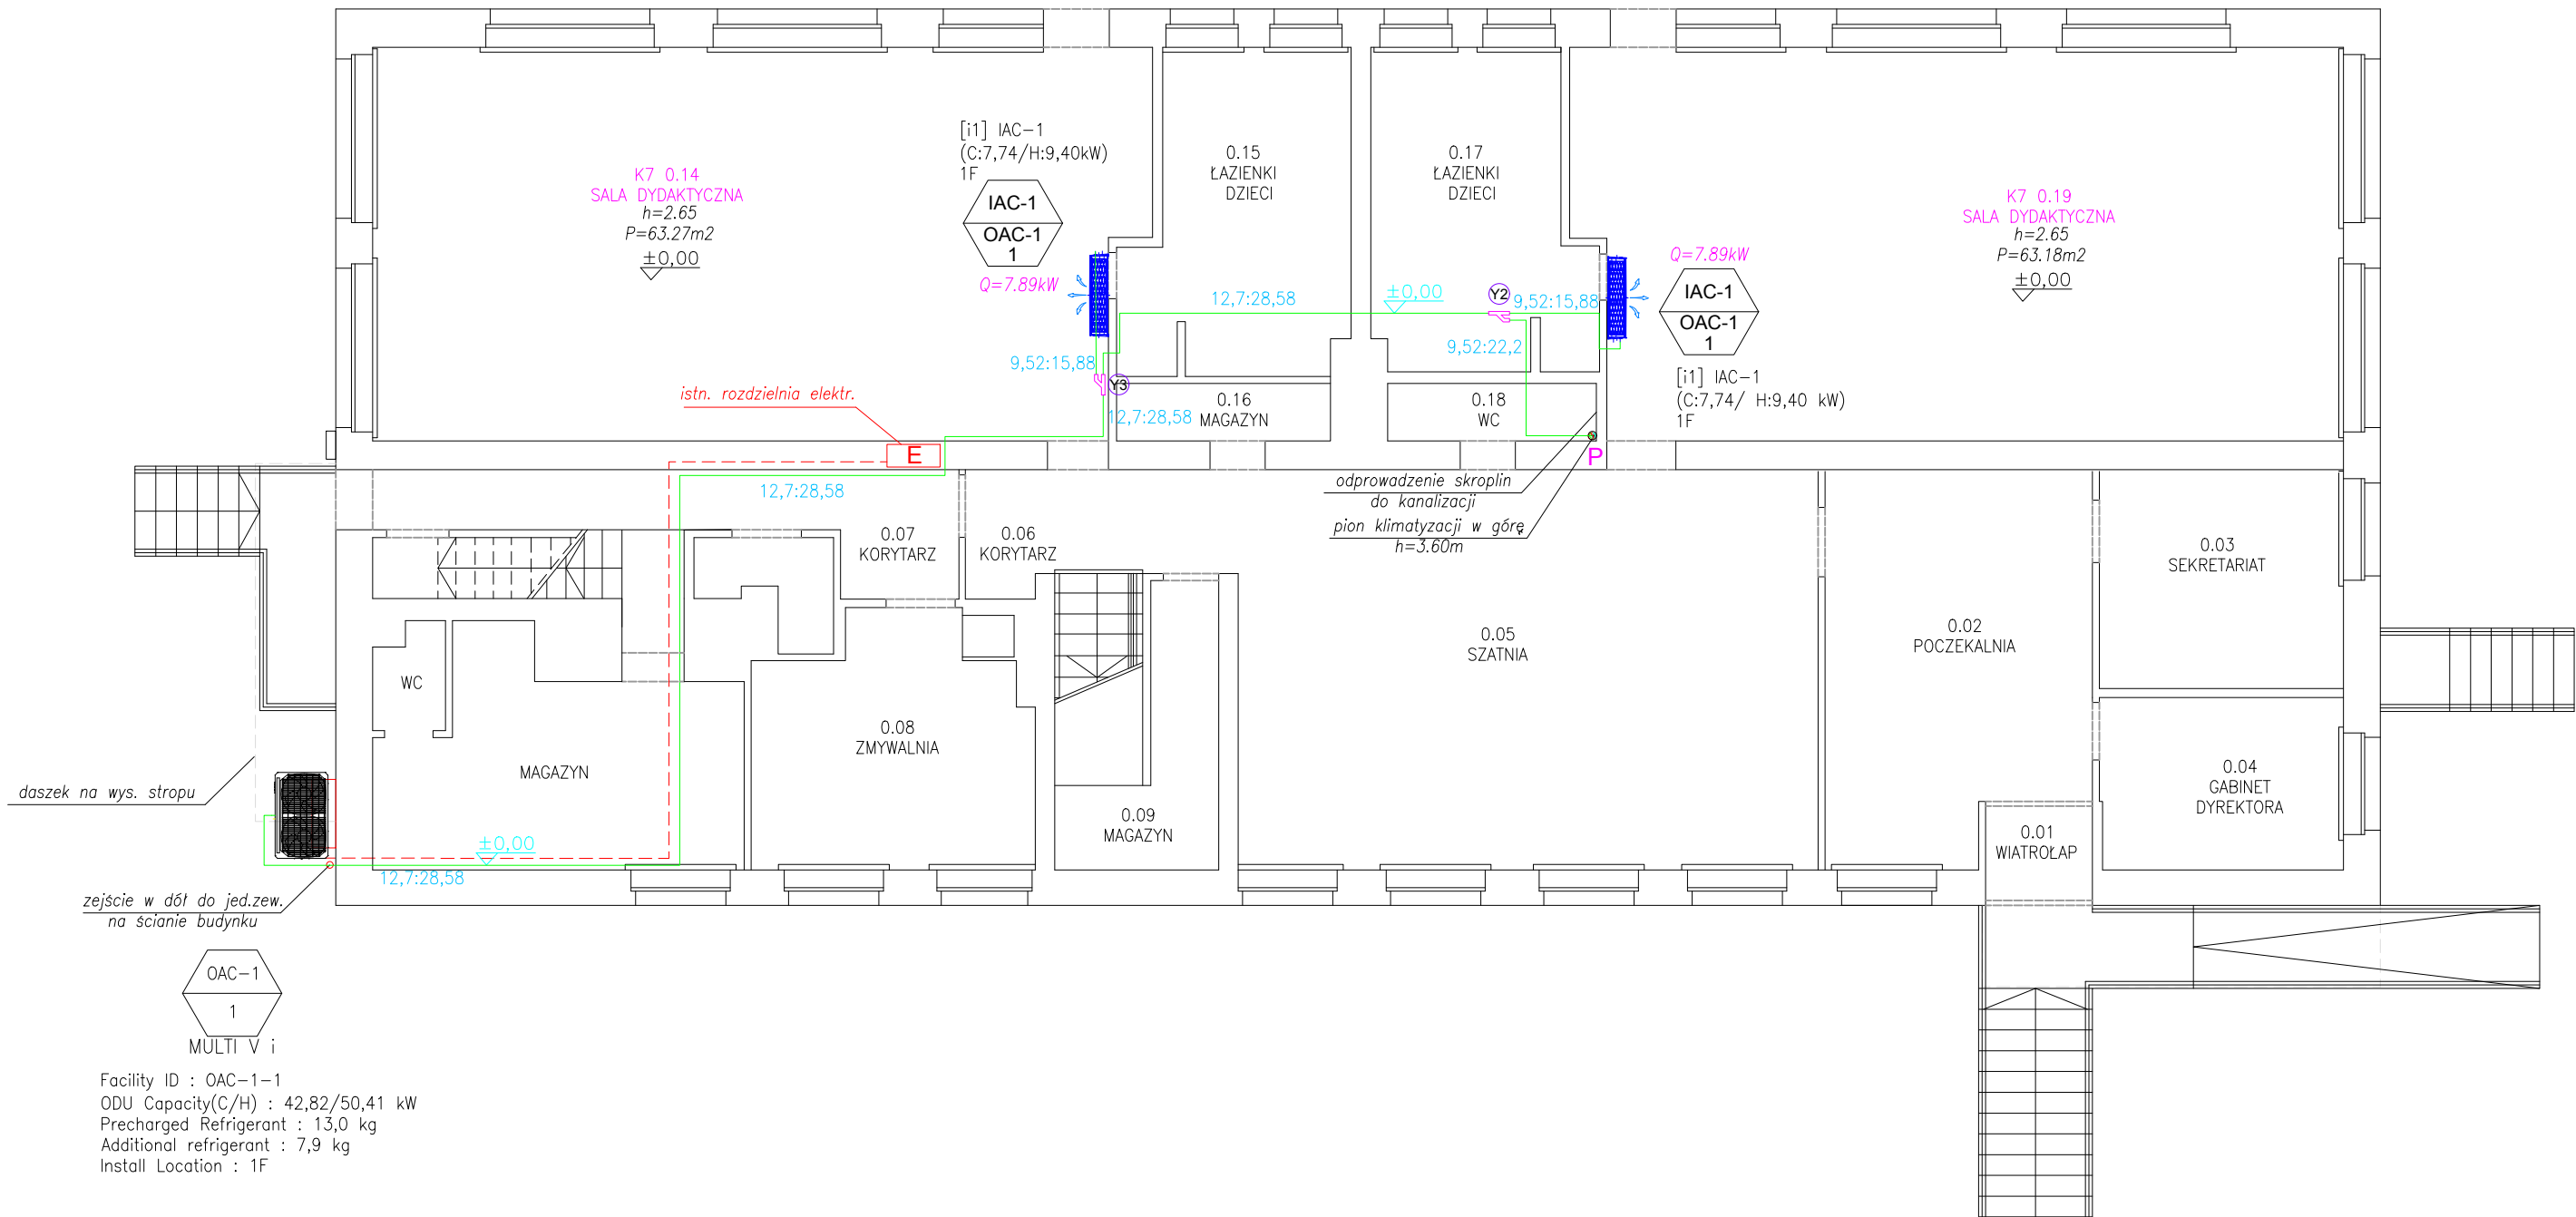 [i1] IAC-1
(C:7,74/H:9,40kW)
1F
IAC-1
OAC-1
1
Q=7.89kW
K7 0.14
SALA DYDAKTYCZNA
h=2.65
P=63.27m2
±0,00
0.15
ŁAZIENKI
DZIECI
0.17
ŁAZIENKI
DZIECI
K7 0.19
SALA DYDAKTYCZNA
h=2.65
P=63.18m2
±0,00
Q=7.89kW
IAC-1
OAC-1
1
[i1] IAC-1
(C:7,74/ H:9,40 kW)
1F
12,7:28,58
±0,00
Y2
9,52:15,88
9,52:22,2
9,52:15,88
Y3
12,7:28,58
0.16
MAGAZYN
0.18
WC
istn. rozdzielnia elektr.
E
P
12,7:28,58
odprowadzenie skroplin
do kanalizacji
pion klimatyzacji w górę
h=3.60m
0.07
KORYTARZ
0.06
KORYTARZ
0.03
SEKRETARIAT
0.02
POCZEKALNIA
0.05
SZATNIA
WC
0.08
ZMYWALNIA
MAGAZYN
0.09
MAGAZYN
0.04
GABINET
DYREKTORA
0.01
WIATROŁAP
daszek na wys. stropu
±0,00
12,7:28,58
zejście w dół do jed.zew.
na ścianie budynku
OAC-1
1
MULTI V i
Facility ID : OAC-1-1
ODU Capacity(C/H) : 42,82/50,41 kW
Precharged Refrigerant : 13,0 kg
Additional refrigerant : 7,9 kg
Install Location : 1F